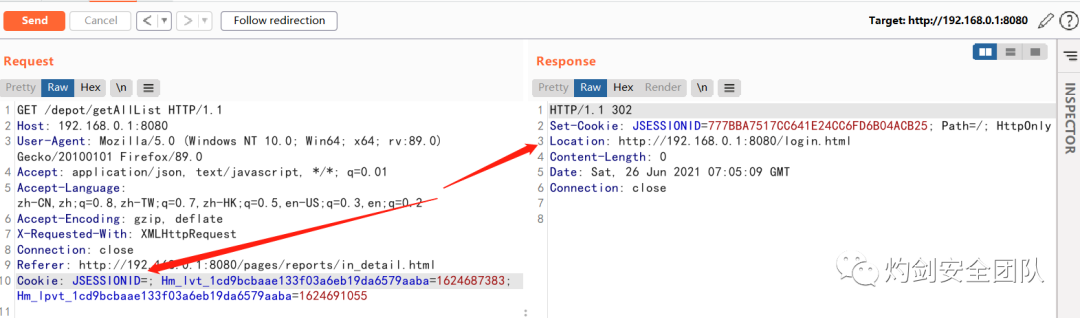 Send Cancel < > Follow redirection Target: http://192.168.0.1:8080
Request
Pretty Raw Hex \n
1 GET /depot/getAllList HTTP/1.1
2 Host: 192.168.0.1:8080
3 User-Agent: Mozilla/5.0 (Windows NT 10.0; Win64; x64; rv:89.0)
Gecko/20100101 Firefox/89.0
4 Accept: application/json, text/javascript, */*; q=0.01
5 Accept-Language:
zh-CN,zh;q=0.8,zh-TW;q=0.7,zh-HK;q=0.5,en-US;q=0.3,en;q=0.2
6 Accept-Encoding: gzip, deflate
7 X-Requested-With: XMLHttpRequest
8 Connection: close
9 Referer: http://192.168.0.1:8080/pages/reports/in_detail.html
10 Cookie: JSESSIONID=; Hm_lvt_1cd9bcbaae133f03a6eb19da6579aaba=1624687383;
Hm_lpvt_1cd9bcbaae133f03a6eb19da6579aaba=1624691055
11
Response
Pretty Raw Hex Render \n
1 HTTP/1.1 302
2 Set-Cookie: JSESSIONID=777BBA7517CC641E24CC6FD6B04ACB25; Path=/; HttpOnly
3 Location: http://192.168.0.1:8080/login.html
4 Content-Length: 0
5 Date: Sat, 26 Jun 2021 07:05:09 GMT
6 Connection: close
7
8
INSPECTOR
灼剑安全团队